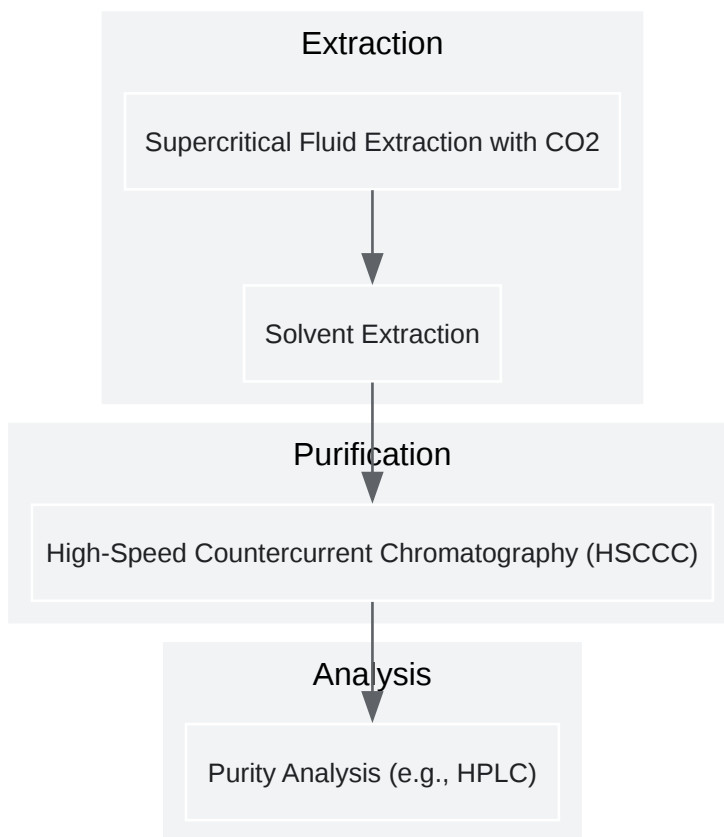 Extraction
Supercritical Fluid Extraction with CO2
Solvent Extraction
Purification
High-Speed Countercurrent Chromatography (HSCCC)
Analysis
Purity Analysis (e.g., HPLC)